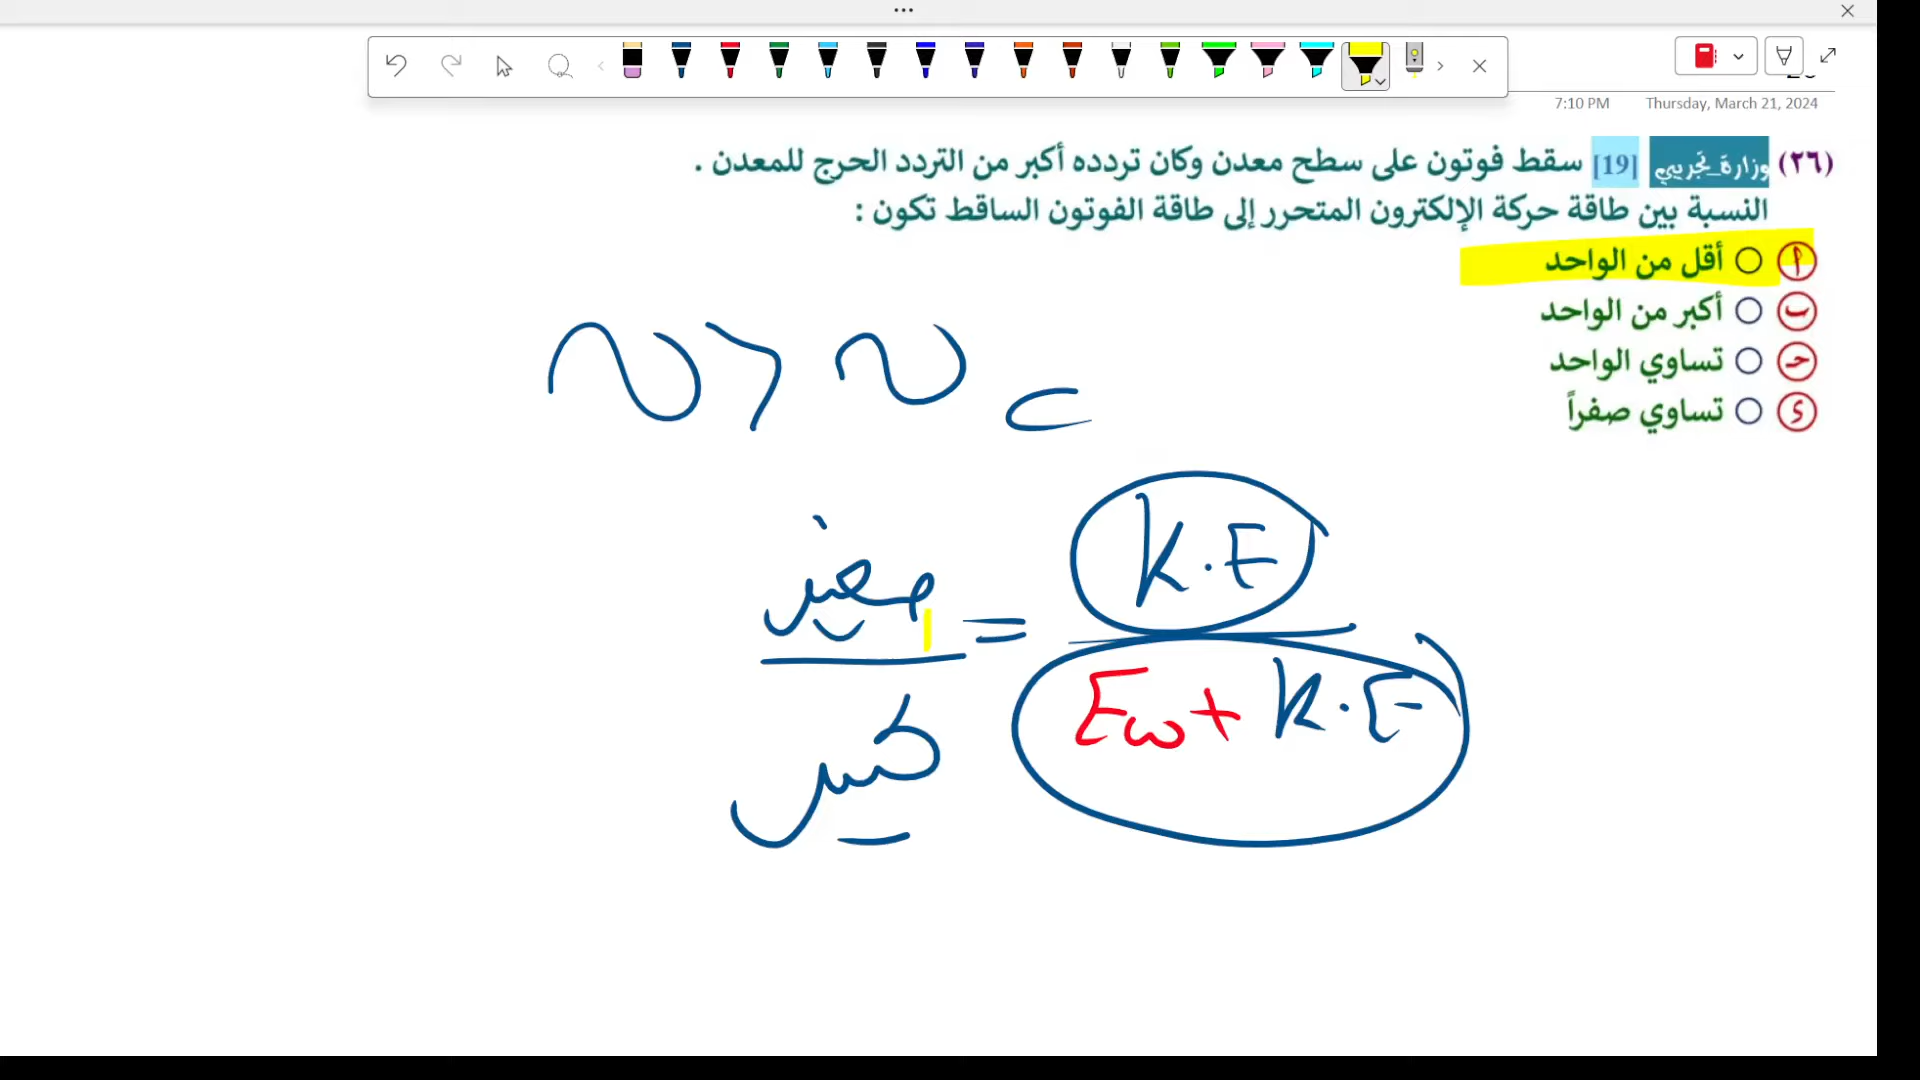 7:10 PM Thursday, March 21, 2024
(٢٦) وزارة_تجريبي [19] سقط فوتون على سطح معدن وكان تردده أكبر من التردد الحرج للمعدن .
النسبة بين طاقة حركة الإلكترون المتحرر إلى طاقة الفوتون الساقط تكون :
أ أقل من الواحد
ب أكبر من الواحد
جـ تساوي الواحد
د تساوي صفراً
ν > νc
صغير = K.E
كبير Ew + K.E